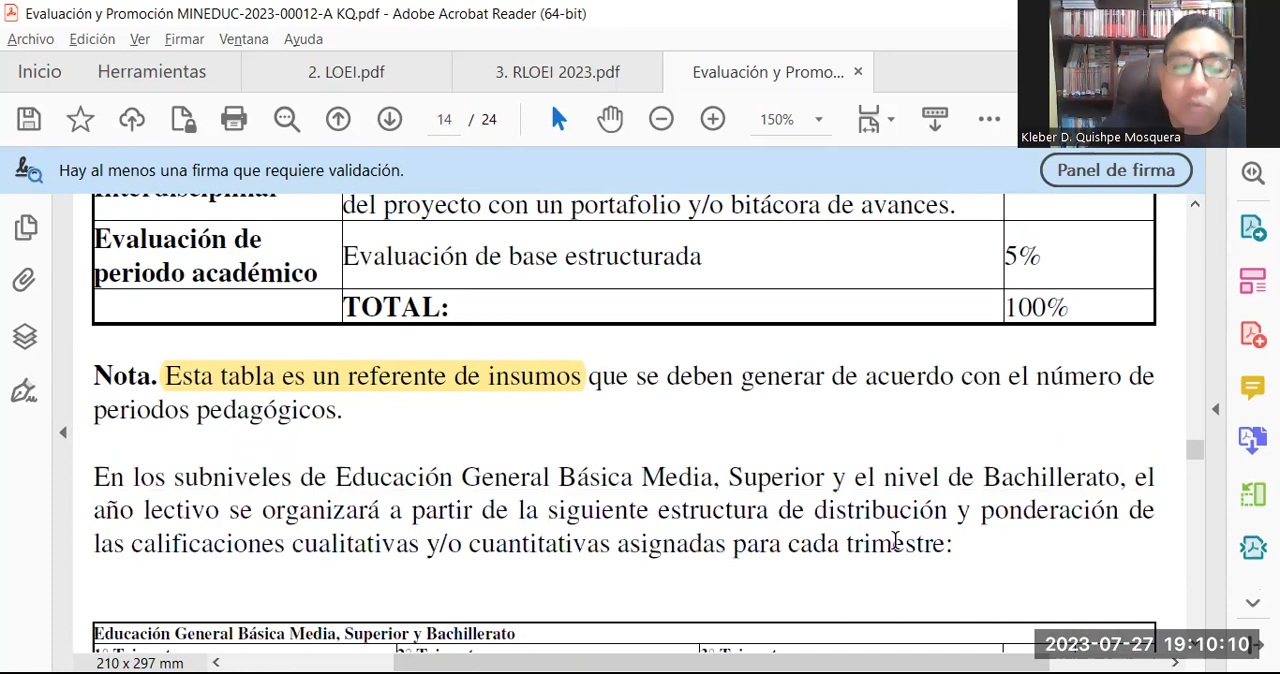 Evaluación y Promoción MINEDUC-2023-00012-A KQ.pdf - Adobe Acrobat Reader (64-bit)
Archivo Edición Ver Firmar Ventana Ayuda
Inicio Herramientas 2. LOEI.pdf 3. RLOEI 2023.pdf Evaluación y Promo... ×
14 / 24 150%
Kleber D. Quishpe Mosquera
Hay al menos una firma que requiere validación. Panel de firma
del proyecto con un portafolio y/o bitácora de avances.
Evaluación de
periodo académico
Evaluación de base estructurada 5%
TOTAL: 100%
Nota. Esta tabla es un referente de insumos que se deben generar de acuerdo con el número de
periodos pedagógicos.
En los subniveles de Educación General Básica Media, Superior y el nivel de Bachillerato, el
año lectivo se organizará a partir de la siguiente estructura de distribución y ponderación de
las calificaciones cualitativas y/o cuantitativas asignadas para cada trimestre:
Educación General Básica Media, Superior y Bachillerato
2023-07-27 19:10:10
210 x 297 mm